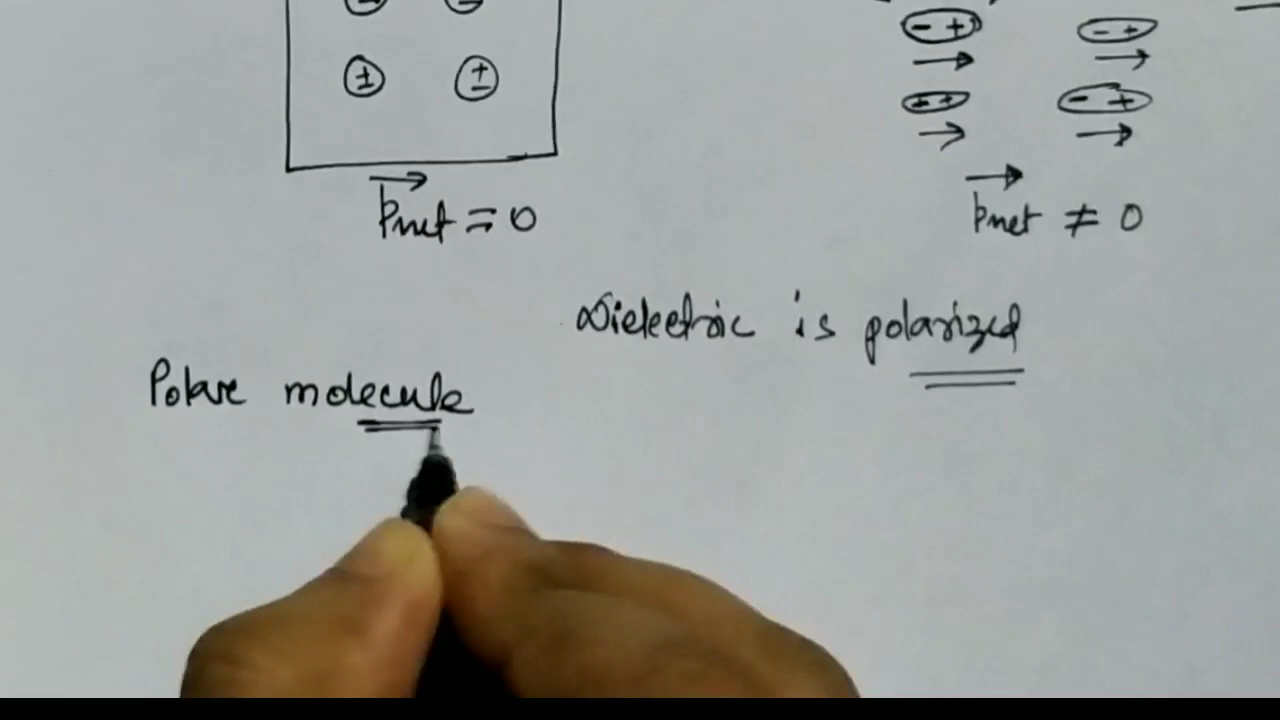 ± ±
- + - +
+ + - +
Pnet = 0
Pnet ≠ 0
Dielectric is polarized
Polar molecule